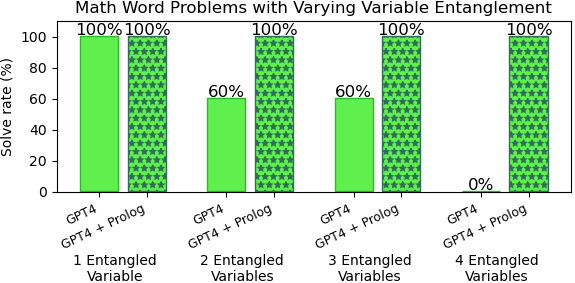 Math Word Problems with Varying Variable Entanglement
Solve rate (%)
100
80
60
40
20
0
100% 100% 60% 100% 60% 100% 0% 100%
GPT4 GPT4 + Prolog GPT4 GPT4 + Prolog GPT4 GPT4 + Prolog GPT4 GPT4 + Prolog
1 Entangled
Variable
2 Entangled
Variables
3 Entangled
Variables
4 Entangled
Variables